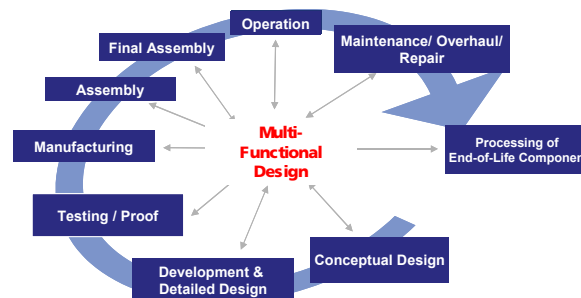 Operation
Final Assembly
Maintenance/ Overhaul/
Repair
Assembly
Manufacturing
Multi-
Functional
Design
Processing of
End-of-Life Component
Testing / Proof
Conceptual Design
Development &
Detailed Design